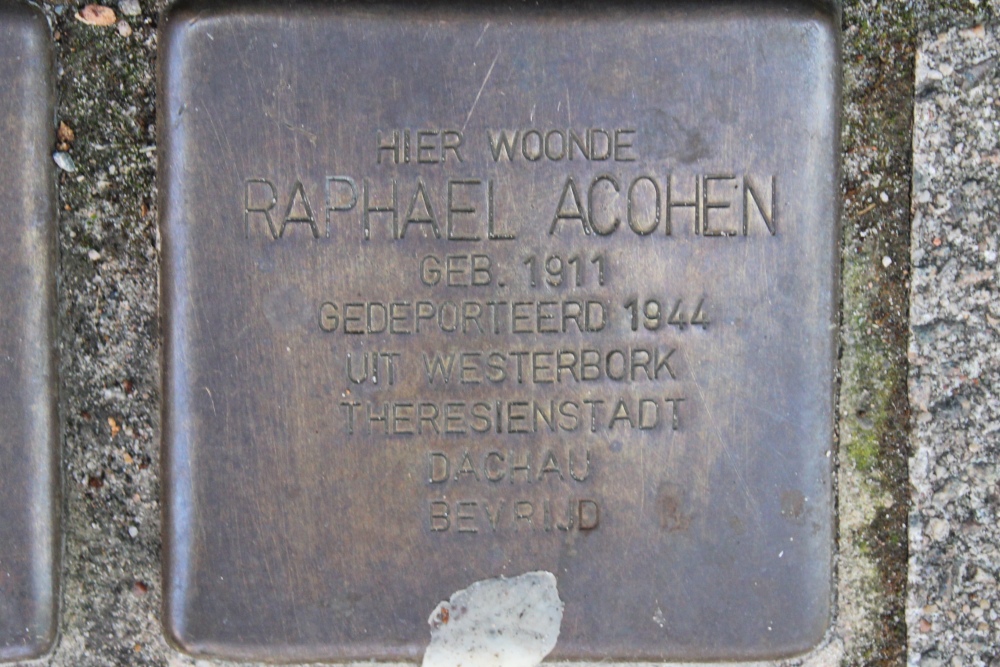 HIER WOONDE
RAPHAEL ACOHEN
GEB. 1911
GEDEPORTEERD 1944
UIT WESTERBORK
THERESIENSTADT
DACHAU
BEVRIJD